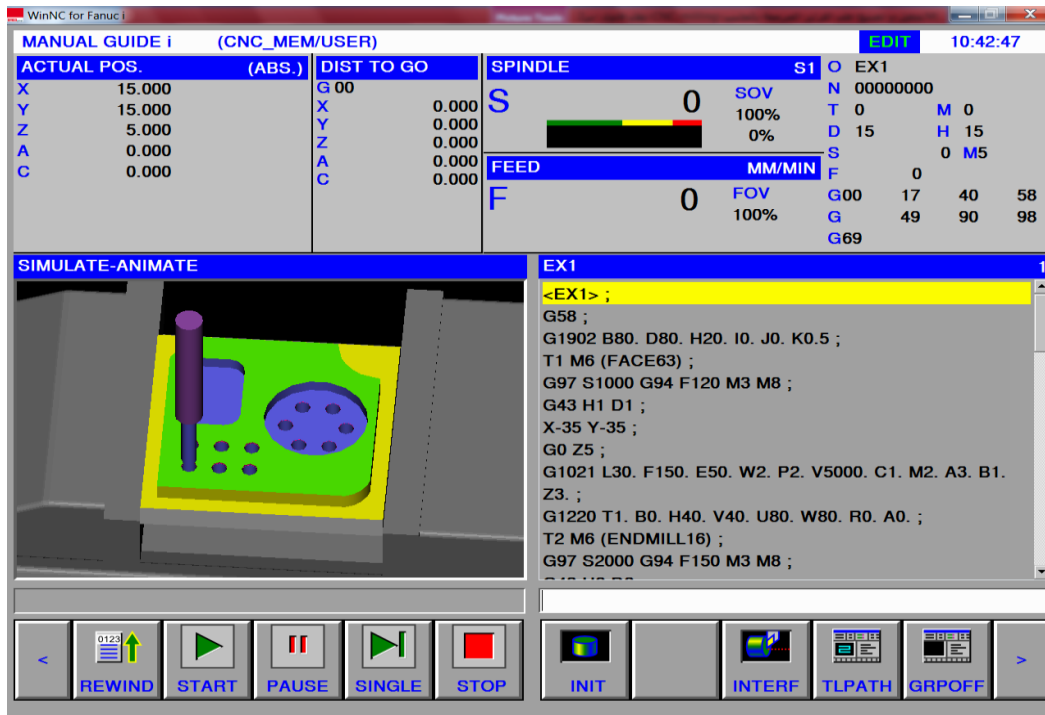 WinNC for Fanuc i
MANUAL GUIDE i (CNC_MEM/USER) EDIT 10:42:47
ACTUAL POS. (ABS.)
X 15.000
Y 15.000
Z 5.000
A 0.000
C 0.000
DIST TO GO
G 00
X 0.000
Y 0.000
Z 0.000
A 0.000
C 0.000
SPINDLE S1
S 0 SOV
100%
0%
FEED MM/MIN
F 0 FOV
100%
O EX1
N 00000000
T 0 M 0
D 15 H 15
S 0 M5
F 0
G00 17 40 58
G 49 90 98
G69
SIMULATE-ANIMATE
EX1 1
<EX1> ;
G58 ;
G1902 B80. D80. H20. I0. J0. K0.5 ;
T1 M6 (FACE63) ;
G97 S1000 G94 F120 M3 M8 ;
G43 H1 D1 ;
X-35 Y-35 ;
G0 Z5 ;
G1021 L30. F150. E50. W2. P2. V5000. C1. M2. A3. B1.
Z3. ;
G1220 T1. B0. H40. V40. U80. W80. R0. A0. ;
T2 M6 (ENDMILL16) ;
G97 S2000 G94 F150 M3 M8 ;
< REWIND START PAUSE SINGLE STOP INIT INTERF TLPATH GRPOFF >